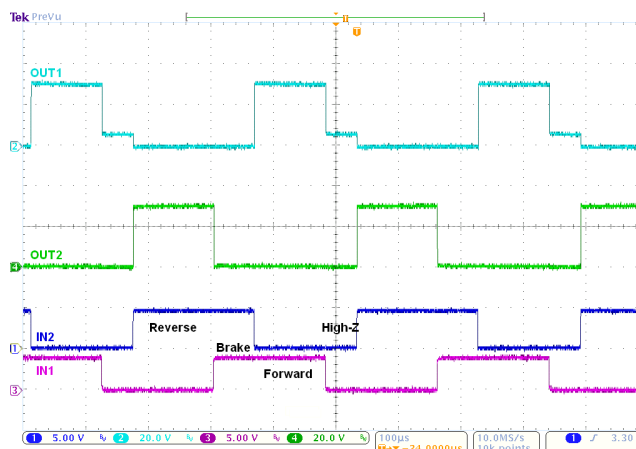 Tek PreVu
T
OUT1
2
OUT2
4
Reverse
High-Z
IN2
1
Brake
IN1
Forward
3
1 5.00 V 2 20.0 V 3 5.00 V 4 20.0 V
100µs 10.0MS/s 1 3.30
10k points